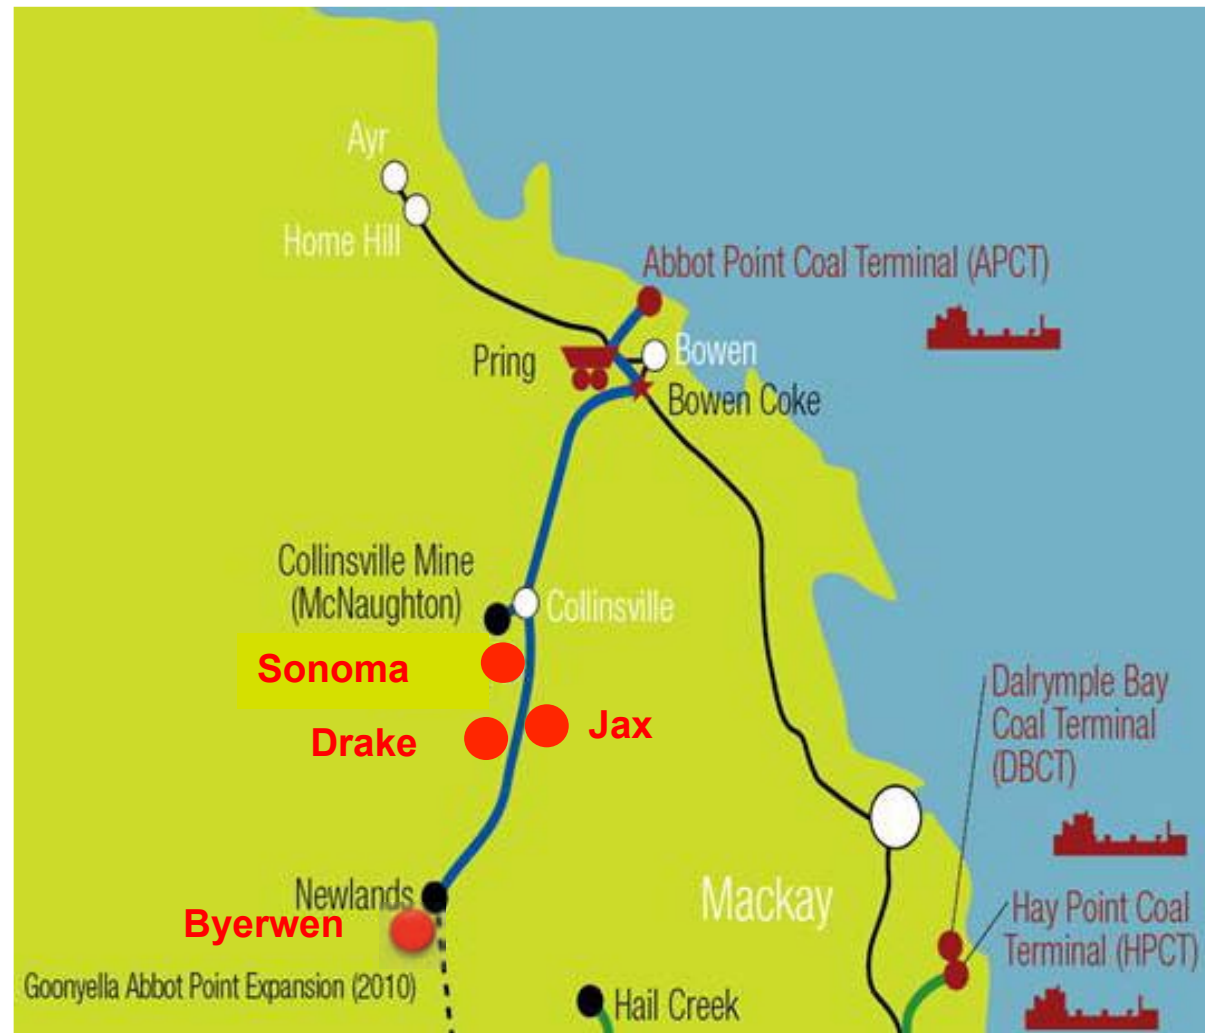 Ayr
Home Hill
Abbot Point Coal Terminal (APCT)
Pring
Bowen
Bowen Coke
Collinsville Mine
(McNaughton)
Collinsville
Sonoma
Drake
Jax
Dalrymple Bay
Coal Terminal
(DBCT)
Newlands
Byerwen
Mackay
Hay Point Coal
Terminal (HPCT)
Goonyella Abbot Point Expansion (2010)
Hail Creek